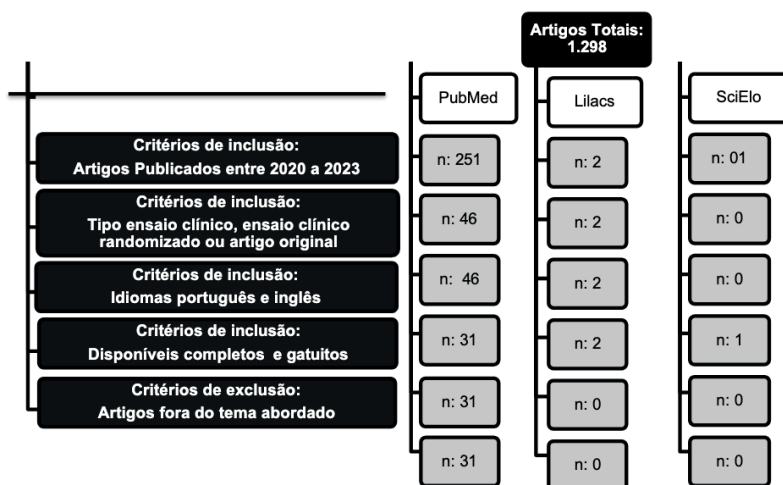 Artigos Totais:
1.298
PubMed
Lilacs
SciElo
Critérios de inclusão:
Artigos Publicados entre 2020 a 2023
n: 251
n: 2
n: 01
Critérios de inclusão:
Tipo ensaio clínico, ensaio clínico
randomizado ou artigo original
n: 46
n: 2
n: 0
Critérios de inclusão:
Idiomas português e inglês
n: 46
n: 2
n: 0
Critérios de inclusão:
Disponíveis completos e gatuitos
n: 31
n: 2
n: 1
Critérios de exclusão:
Artigos fora do tema abordado
n: 31
n: 0
n: 0
n: 31
n: 0
n: 0